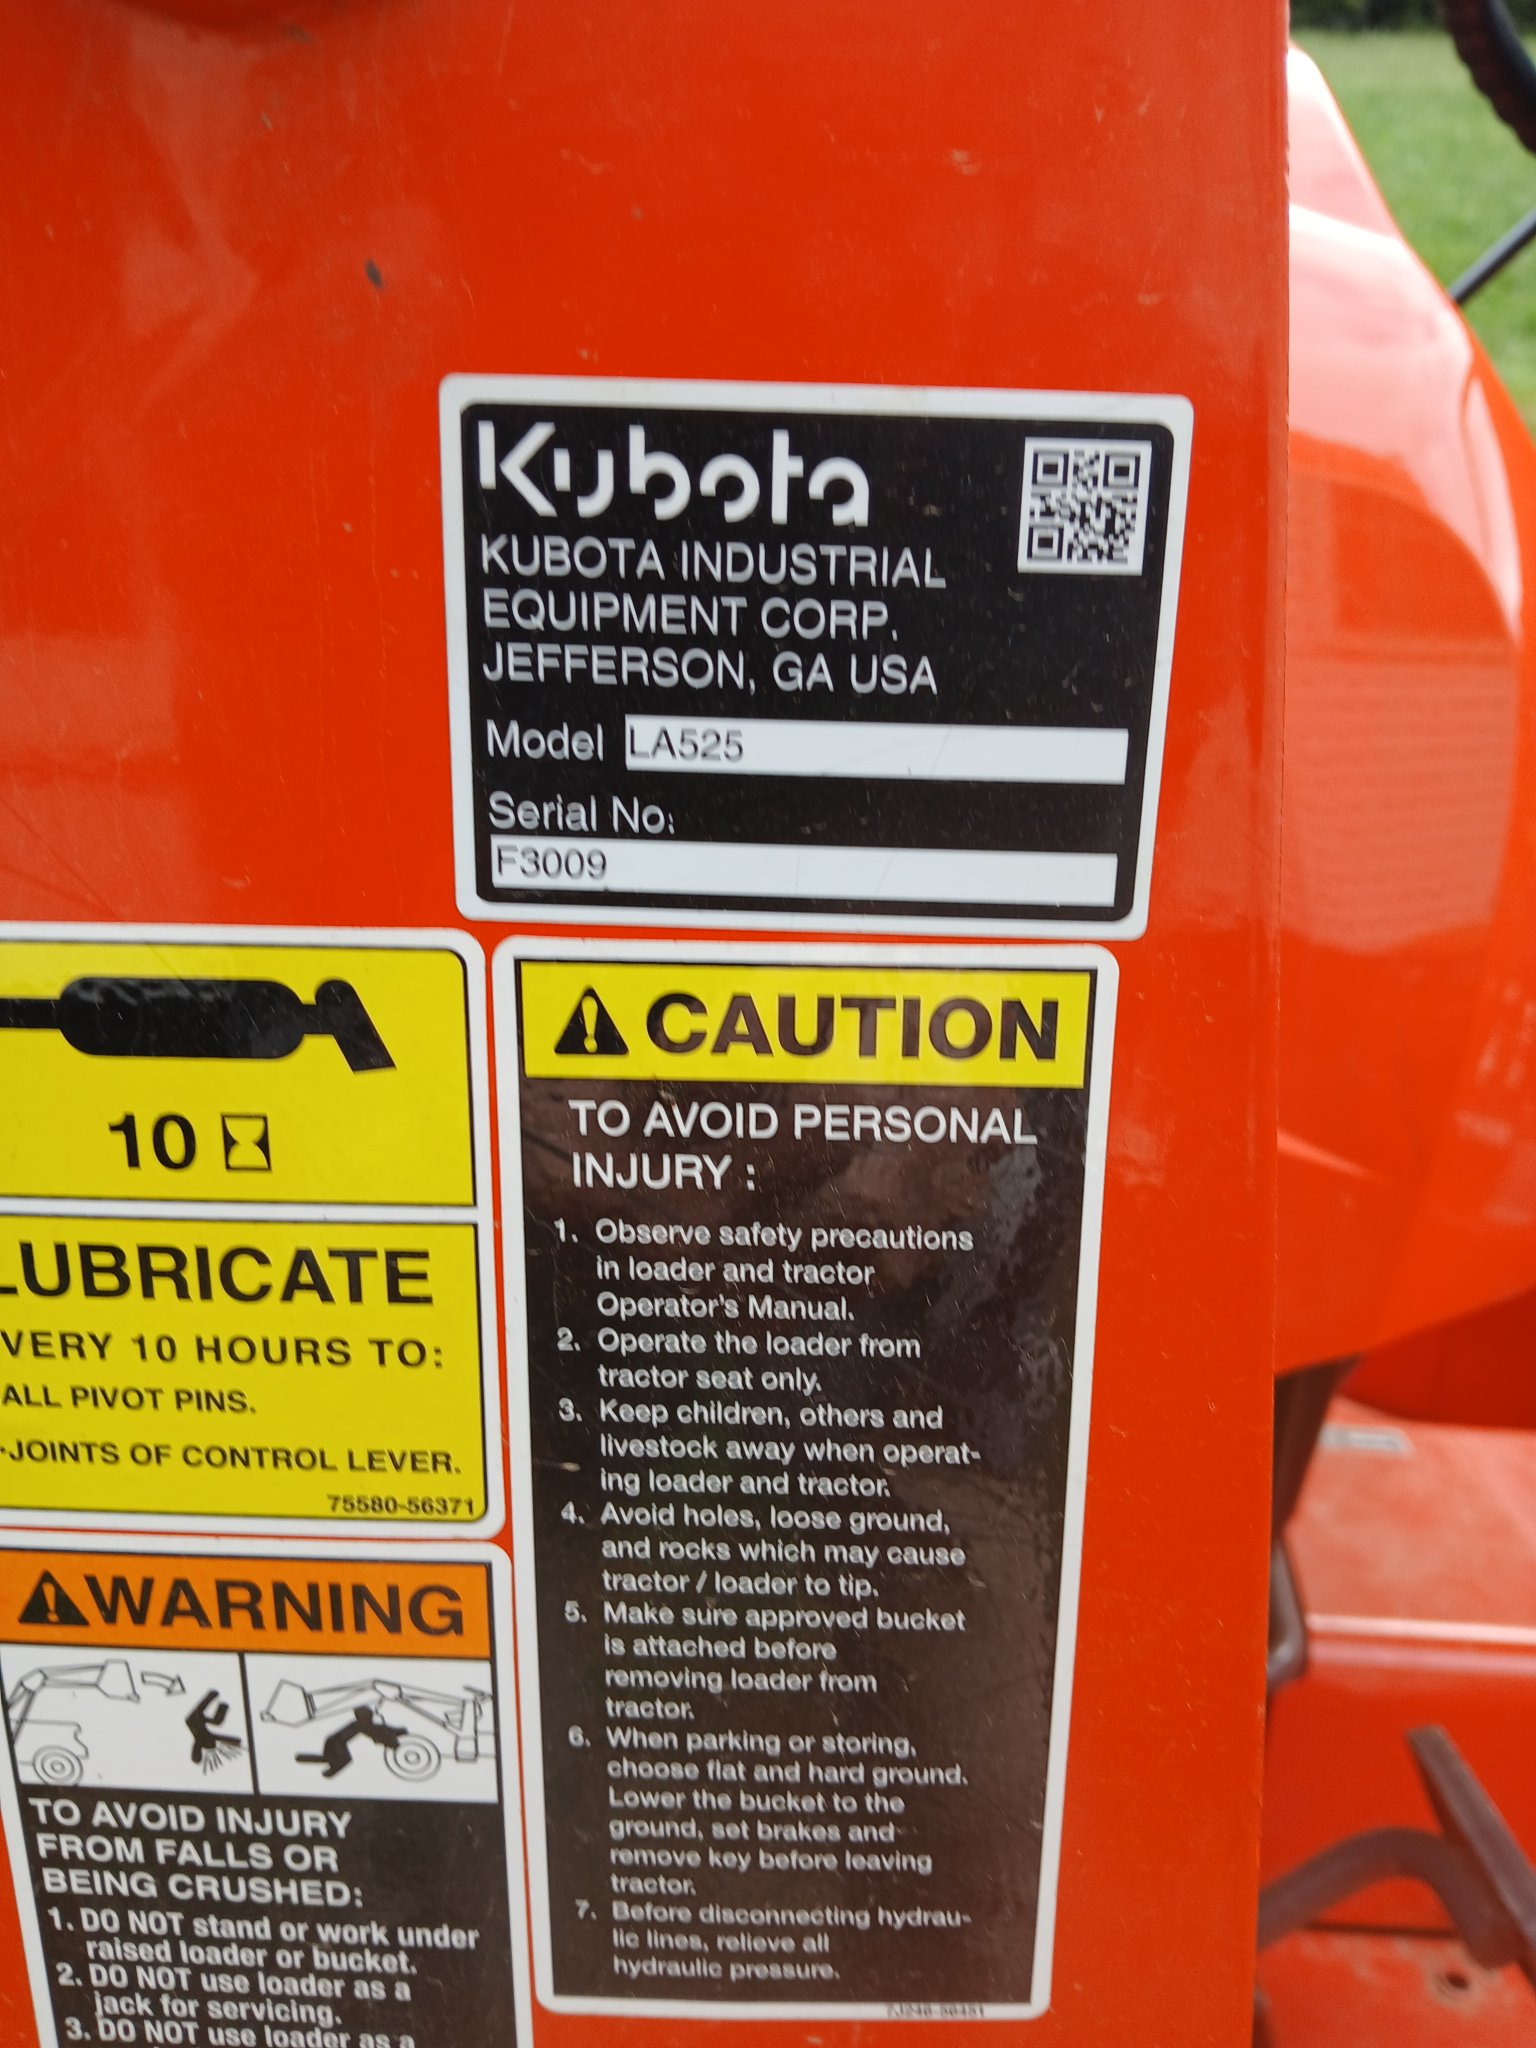 Kubota
KUBOTA INDUSTRIAL
EQUIPMENT CORP.
JEFFERSON, GA USA
Model LA525
Serial No:
F3009
10
LUBRICATE
VERY 10 HOURS TO:
ALL PIVOT PINS.
-JOINTS OF CONTROL LEVER.
75580-56371
WARNING
TO AVOID INJURY
FROM FALLS OR
BEING CRUSHED:
1. DO NOT stand or work under
raised loader or bucket.
2. DO NOT use loader as a
jack for servicing.
3. DO NOT use loader as a
CAUTION
TO AVOID PERSONAL
INJURY :
1. Observe safety precautions
in loader and tractor
Operator's Manual.
2. Operate the loader from
tractor seat only.
3. Keep children, others and
livestock away when operat-
ing loader and tractor.
4. Avoid holes, loose ground,
and rocks which may cause
tractor / loader to tip.
5. Make sure approved bucket
is attached before
removing loader from
tractor.
6. When parking or storing,
choose flat and hard ground.
Lower the bucket to the
ground, set brakes and
remove key before leaving
tractor.
7. Before disconnecting hydrau-
lic lines, relieve all
hydraulic pressure.